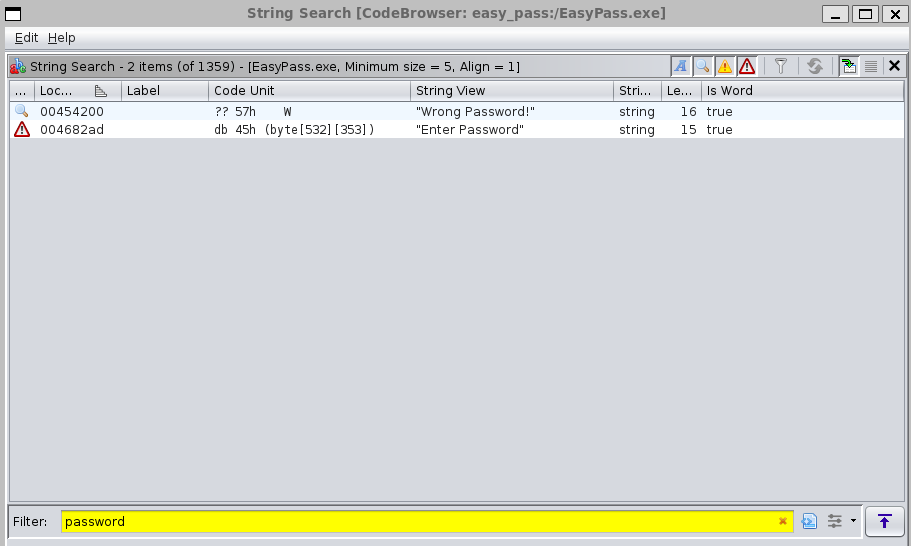 String Search [CodeBrowser: easy_pass:/EasyPass.exe]
Edit Help
String Search - 2 items (of 1359) - [EasyPass.exe, Minimum size = 5, Align = 1]
... Loc... Label Code Unit String View Stri... Le... Is Word
00454200 ?? 57h W "Wrong Password!" string 16 true
004682ad db 45h (byte[532][353]) "Enter Password" string 15 true
Filter: password